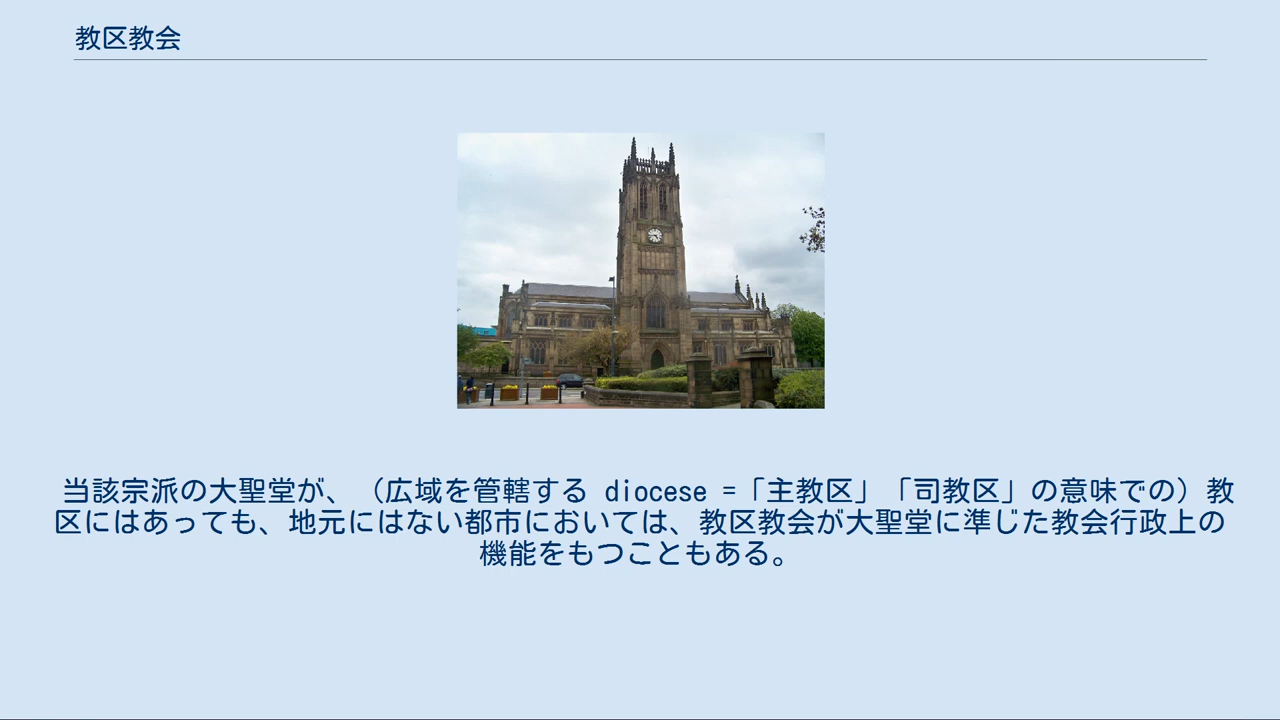 教区教会
当該宗派の大聖堂が、（広域を管轄する diocese =「主教区」「司教区」の意味での）教
区にはあっても、地元にはない都市においては、教区教会が大聖堂に準じた教会行政上の
機能をもつこともある。